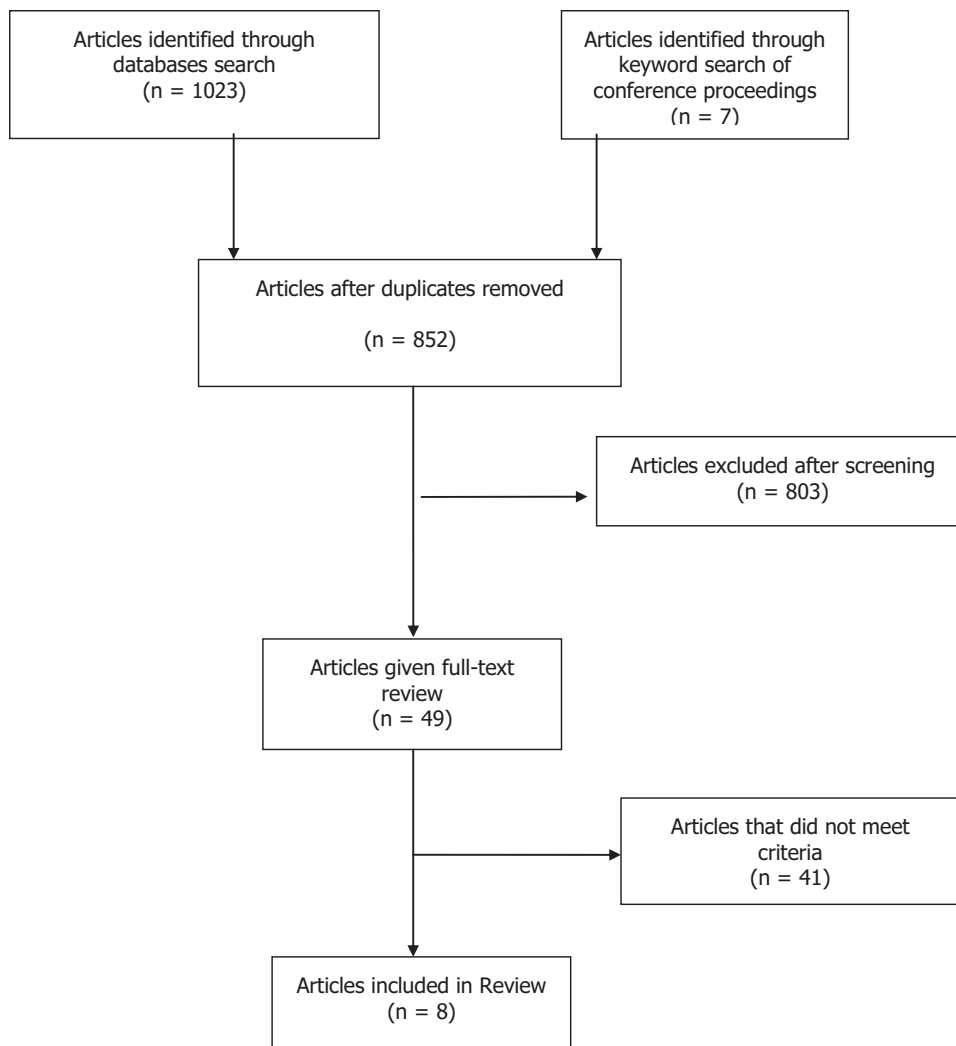 Articles identified through
databases search
(n = 1023)
Articles identified through
keyword search of
conference proceedings
(n = 7)
Articles after duplicates removed
(n = 852)
Articles excluded after screening
(n = 803)
Articles given full-text
review
(n = 49)
Articles that did not meet
criteria
(n = 41)
Articles included in Review
(n = 8)